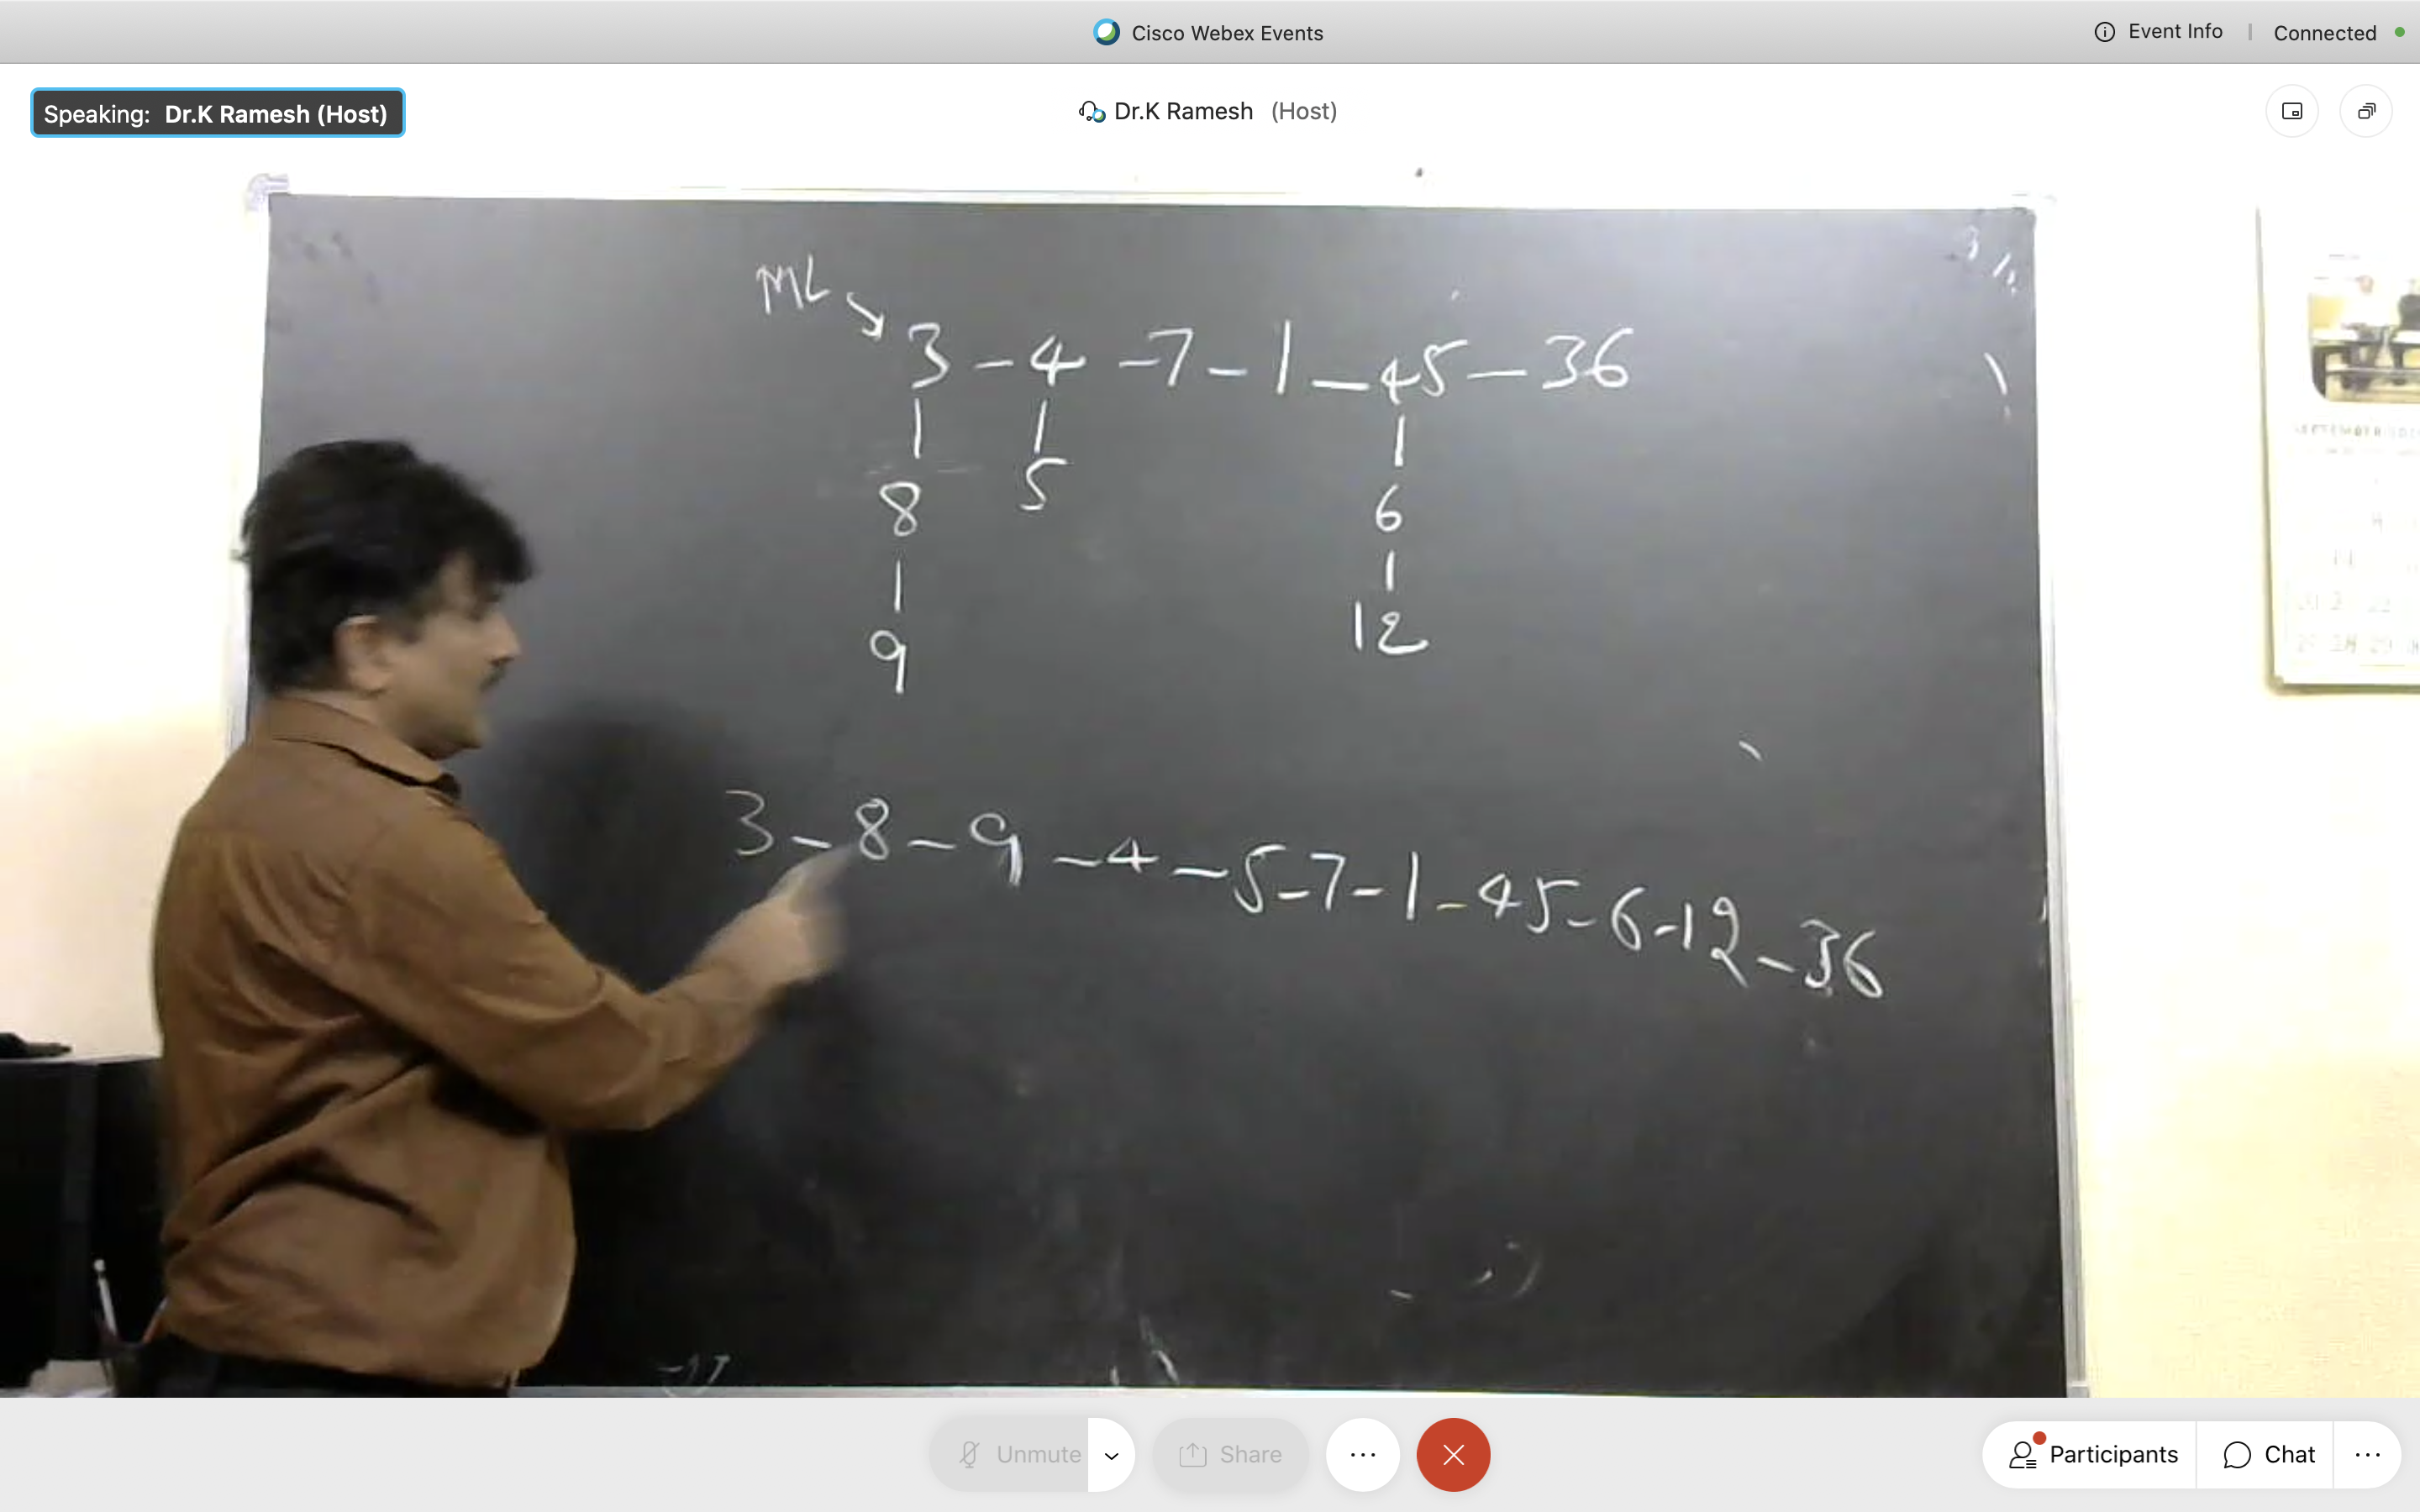 Cisco Webex Events
Event Info
Connected
Speaking: Dr.K Ramesh (Host)
Dr.K Ramesh (Host)
ML
3 - 4 - 7 - 1 - 45 - 36
8 5 6
9 12
3 - 8 - 9 - 4 - 5 - 7 - 1 - 45 - 6 - 12 - 36
Unmute
Share
Participants
Chat